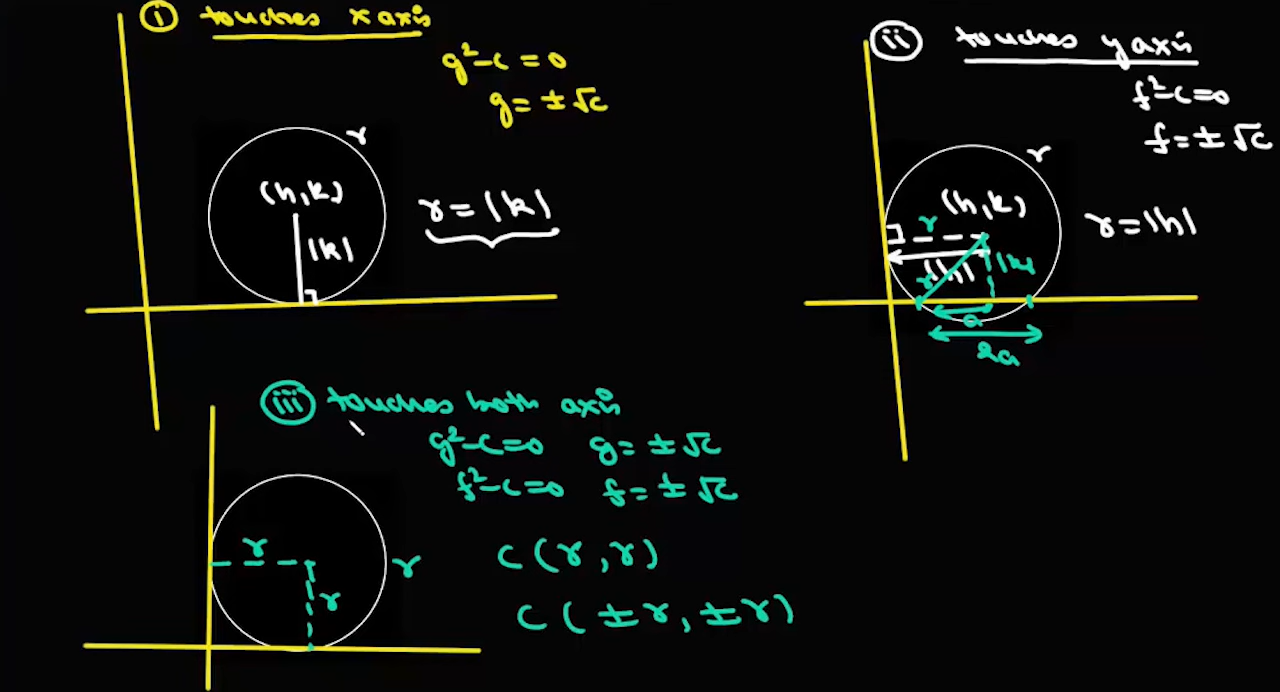 (i) touches x axis
g²-c=0
g=±√c
r
(h,k)
|k|
r=|k|
(ii) touches y axis
f²-c=0
f=±√c
r
(h,k)
r
|h|
r
|k|
a
2a
r=|h|
(iii) touches both axis
g²-c=0 g=±√c
f²-c=0 f=±√c
r
r
r
C(r,r)
C(±r,±r)